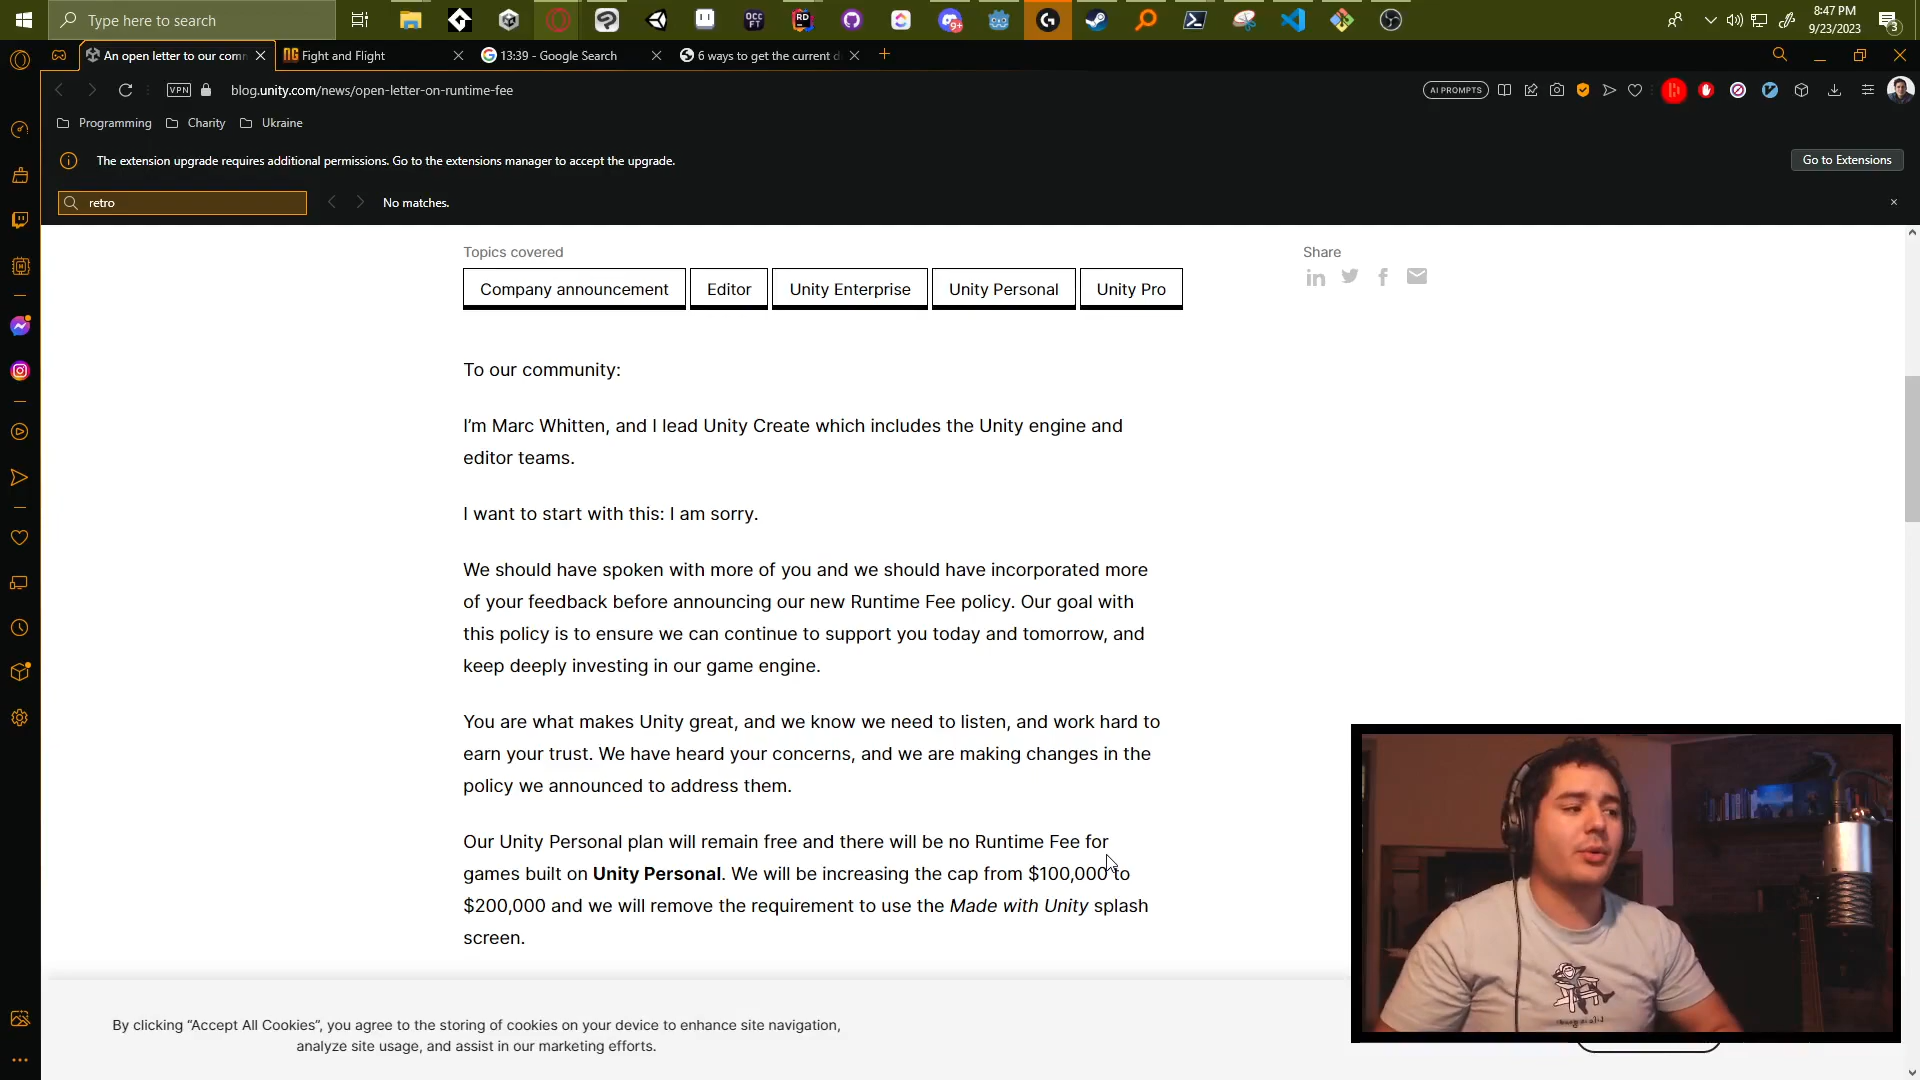 Type here to search
8:47 PM
9/23/2023
3
An open letter to our com
NG Fight and Flight
13:39 - Google Search
6 ways to get the current d
VPN
blog.unity.com/news/open-letter-on-runtime-fee
AI PROMPTS
Programming
Charity
Ukraine
The extension upgrade requires additional permissions. Go to the extensions manager to accept the upgrade.
Go to Extensions
retro
No matches.
Topics covered
Share
Company announcement
Editor
Unity Enterprise
Unity Personal
Unity Pro
To our community:
I'm Marc Whitten, and I lead Unity Create which includes the Unity engine and
editor teams.
I want to start with this: I am sorry.
We should have spoken with more of you and we should have incorporated more
of your feedback before announcing our new Runtime Fee policy. Our goal with
this policy is to ensure we can continue to support you today and tomorrow, and
keep deeply investing in our game engine.
You are what makes Unity great, and we know we need to listen, and work hard to
earn your trust. We have heard your concerns, and we are making changes in the
policy we announced to address them.
Our Unity Personal plan will remain free and there will be no Runtime Fee for
games built on Unity Personal. We will be increasing the cap from $100,000 to
$200,000 and we will remove the requirement to use the Made with Unity splash
screen.
By clicking “Accept All Cookies”, you agree to the storing of cookies on your device to enhance site navigation,
analyze site usage, and assist in our marketing efforts.